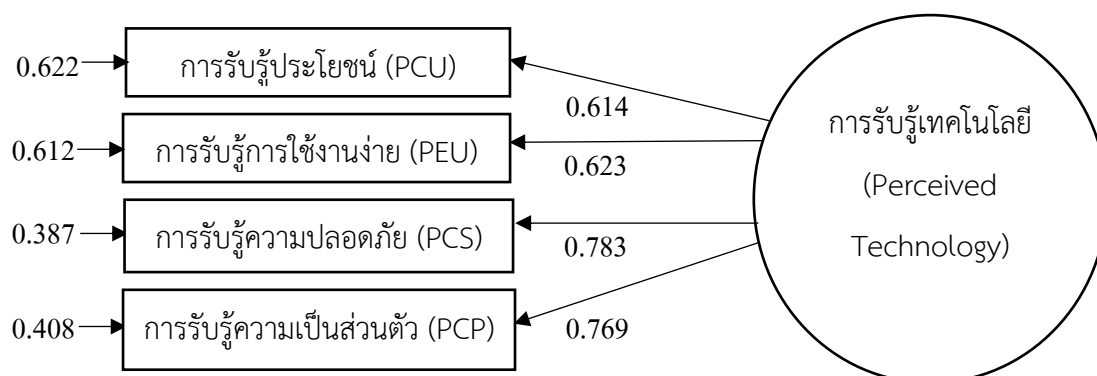 0.622
การรับรู้ประโยชน์ (PCU)
0.614
0.612
การรับรู้การใช้งานง่าย (PEU)
0.623
0.387
การรับรู้ความปลอดภัย (PCS)
0.783
0.408
การรับรู้ความเป็นส่วนตัว (PCP)
0.769
การรับรู้เทคโนโลยี
(Perceived
Technology)